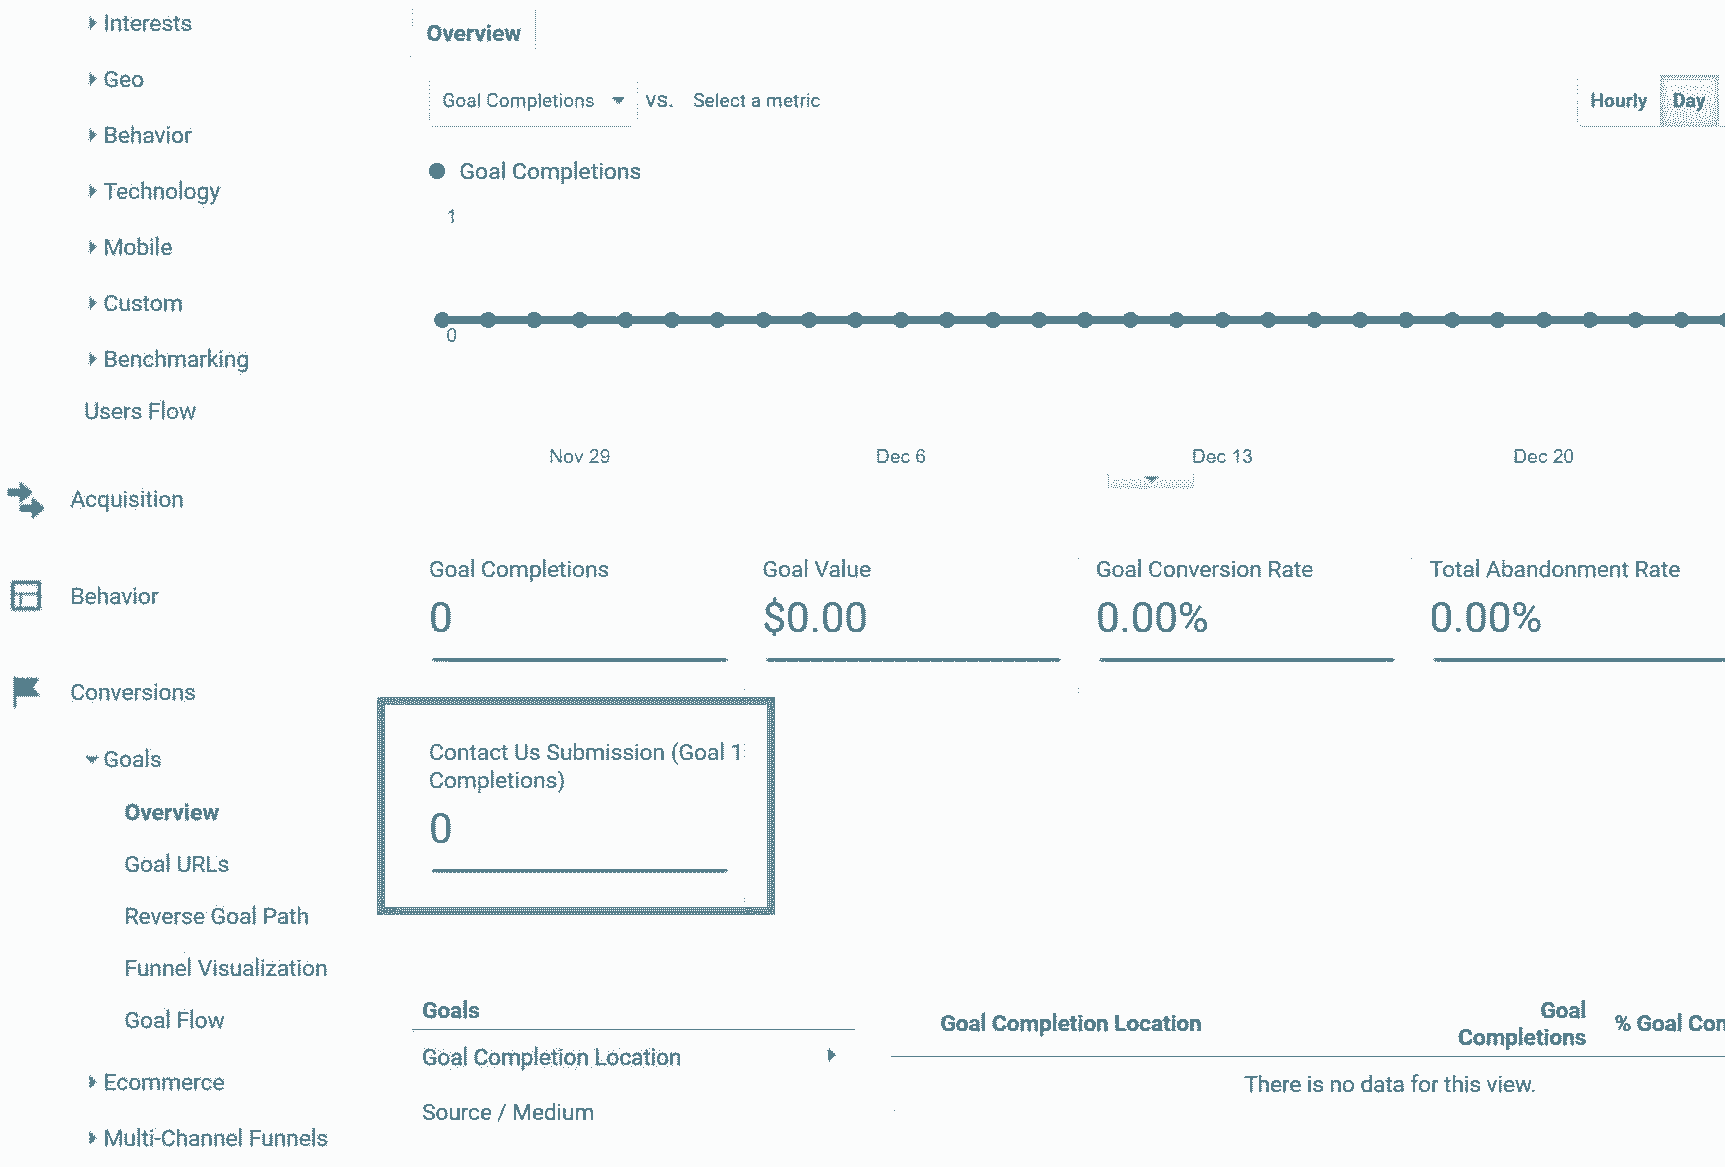 Interests
Geo
Behavior
Technology
Mobile
Custom
Benchmarking
Users Flow
Acquisition
Behavior
Conversions
Goals
Overview
Goal URLs
Reverse Goal Path
Funnel Visualization
Goal Flow
Ecommerce
Multi-Channel Funnels
Overview
Goal Completions vs. Select a metric
Hourly Day
Goal Completions
1
0
Nov 29 Dec 6 Dec 13 Dec 20
Goal Completions Goal Value Goal Conversion Rate Total Abandonment Rate
0 $0.00 0.00% 0.00%
Contact Us Submission (Goal 1
Completions)
0
Goals
Goal Completion Location
Source / Medium
Goal Completion Location Goal Completions % Goal Con
There is no data for this view.